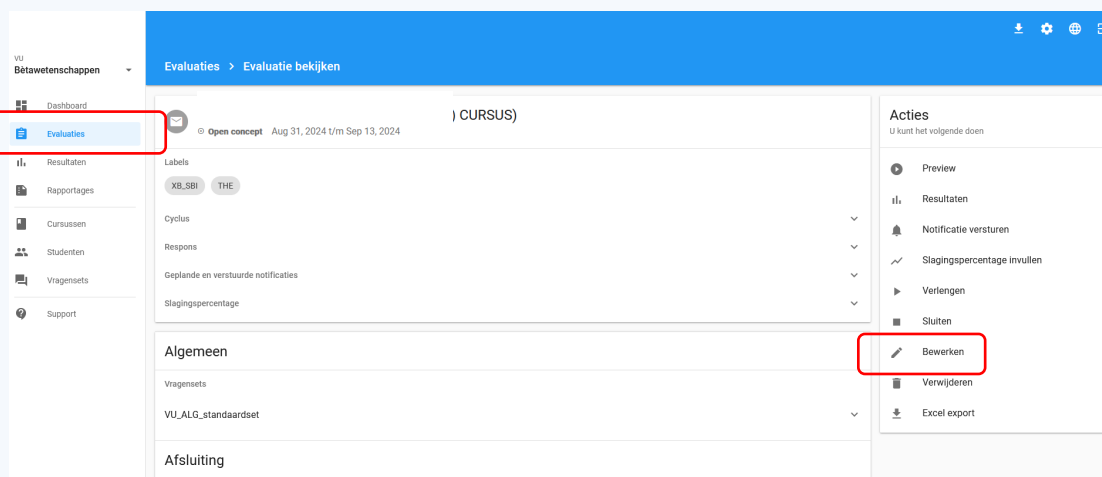 VU
Bètawetenschappen
Evaluaties > Evaluatie bekijken
Dashboard
Evaluaties
Resultaten
Rapportages
Cursussen
Studenten
Vragensets
Support
) CURSUS)
Open concept Aug 31, 2024 t/m Sep 13, 2024
Labels
XB_SBI THE
Cyclus
Respons
Geplande en verstuurde notificaties
Slagingspercentage
Algemeen
Vragensets
VU_ALG_standaardset
Afsluiting
Acties
U kunt het volgende doen
Preview
Resultaten
Notificatie versturen
Slagingspercentage invullen
Verlengen
Sluiten
Bewerken
Verwijderen
Excel export